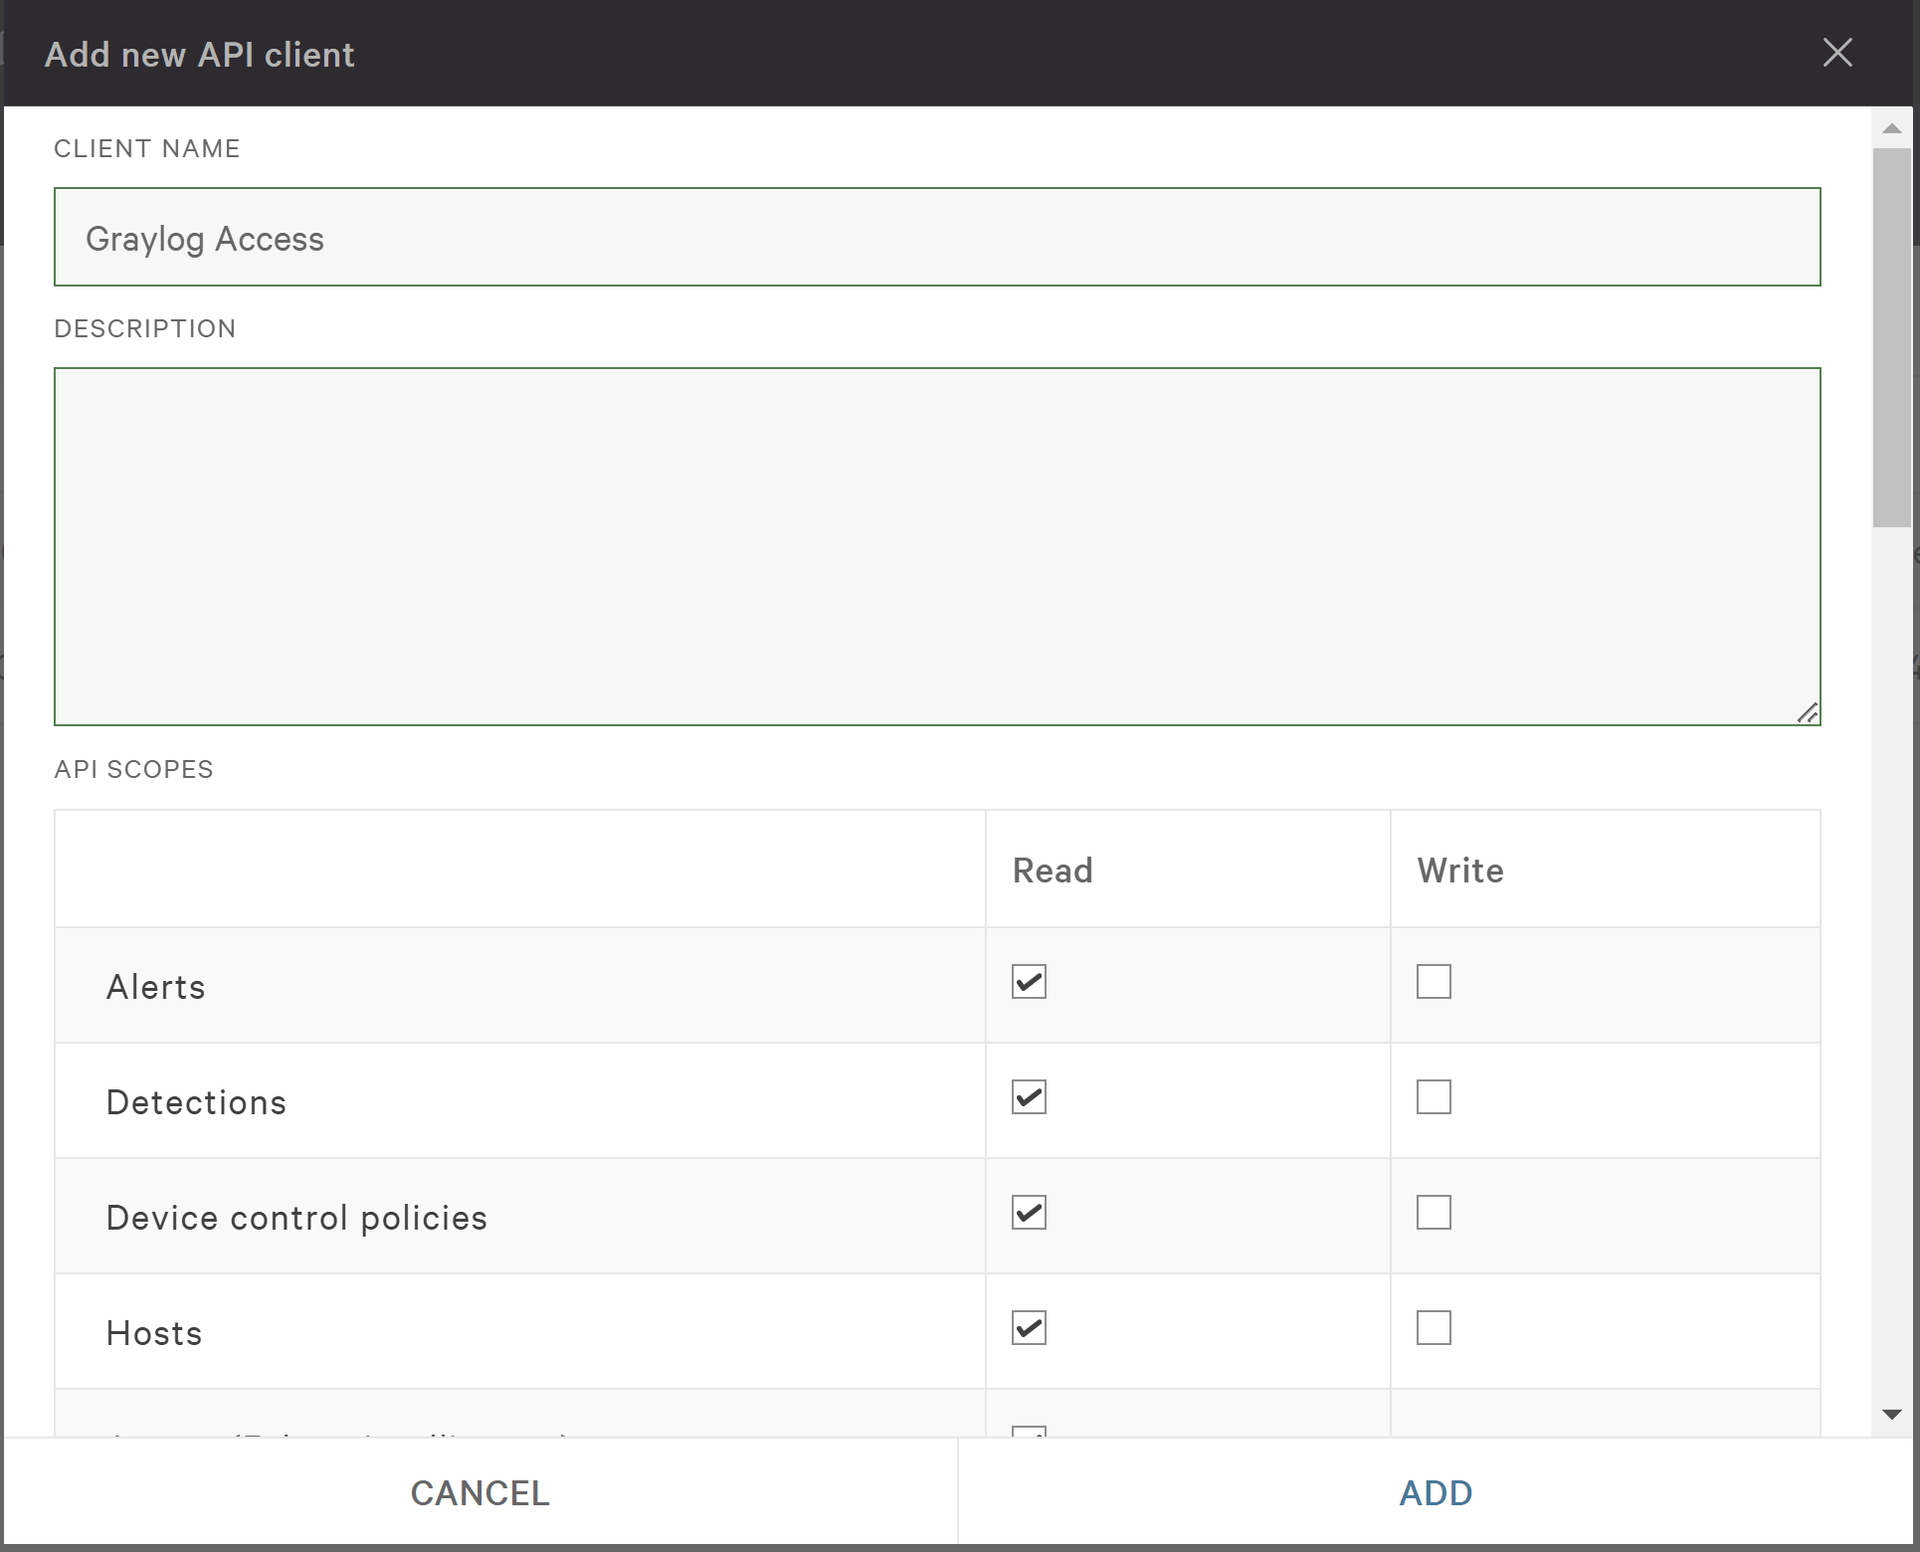 Add new API client
CLIENT NAME
Graylog Access
DESCRIPTION
API SCOPES
Read Write
Alerts
Detections
Device control policies
Hosts
CANCEL ADD